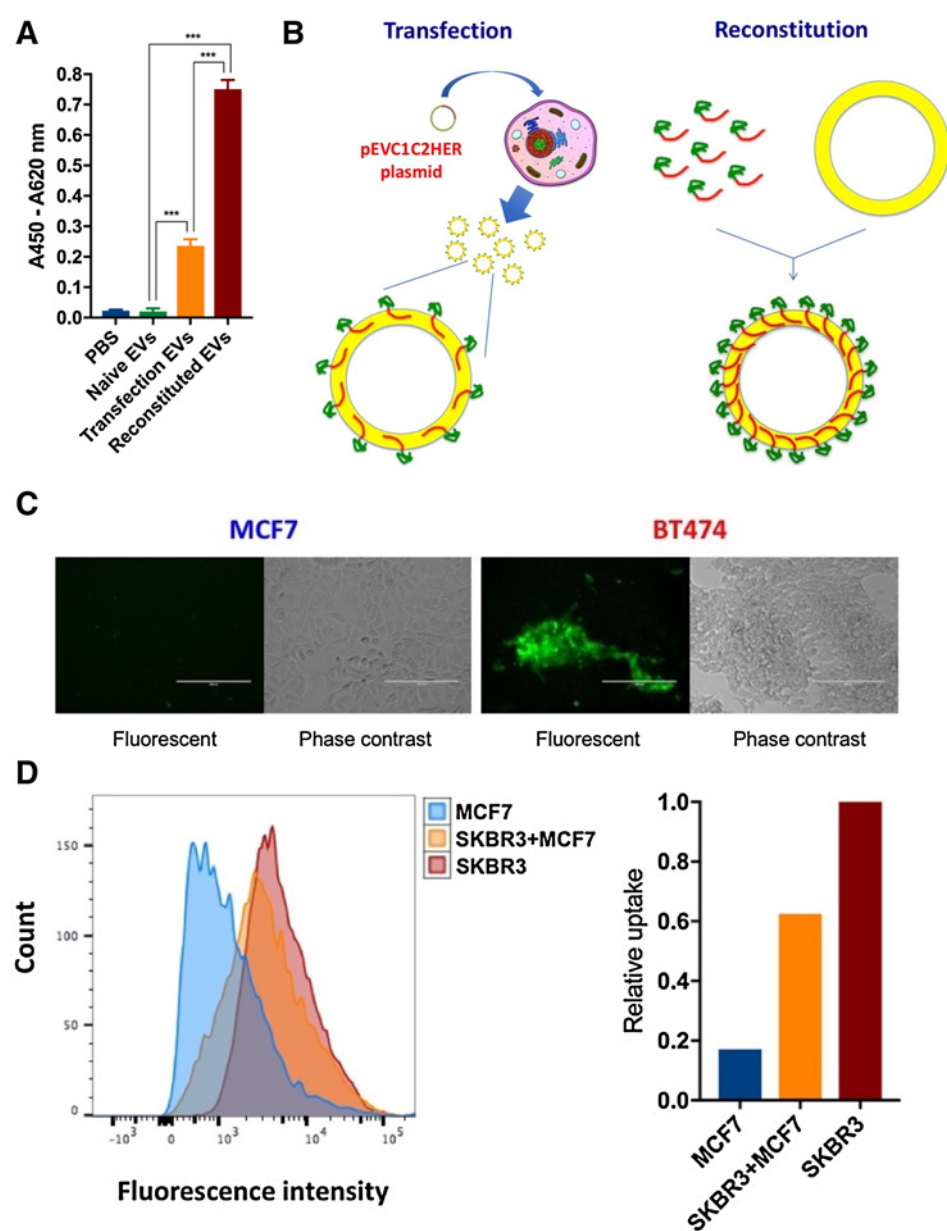 A
***
***
***
0.8
0.7
0.6
0.5
0.4
0.3
0.2
0.1
0.0
A450 - A620 nm
PBS
Naive EVs
Transfection EVs
Reconstituted EVs
B
Transfection
Reconstitution
pEVC1C2HER
plasmid
C
MCF7
BT474
Fluorescent
Phase contrast
Fluorescent
Phase contrast
D
150
100
50
0
Count
-10³ 0 10³ 10⁴ 10⁵
Fluorescence intensity
MCF7
SKBR3+MCF7
SKBR3
1.0
0.8
0.6
0.4
0.2
0.0
Relative uptake
MCF7
SKBR3+MCF7
SKBR3